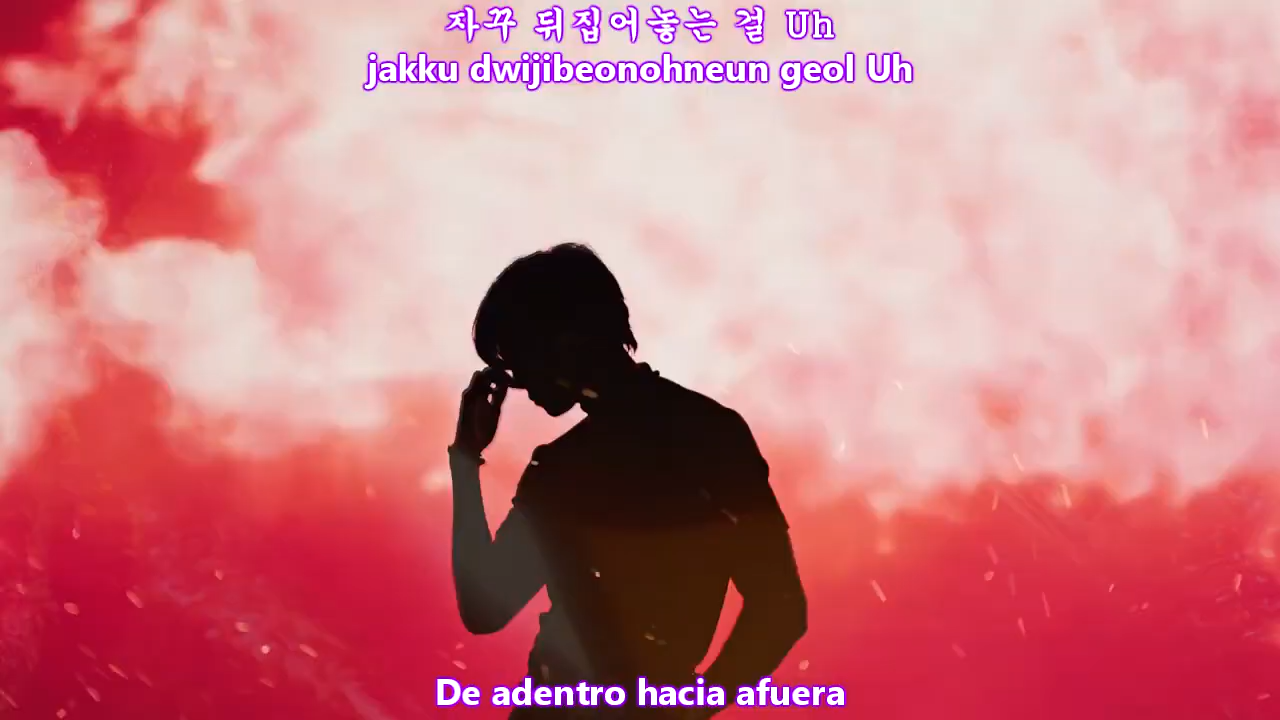 자꾸 뒤집어놓는 걸 Uh
jakku dwijibeonohneun geol Uh
De adentro hacia afuera